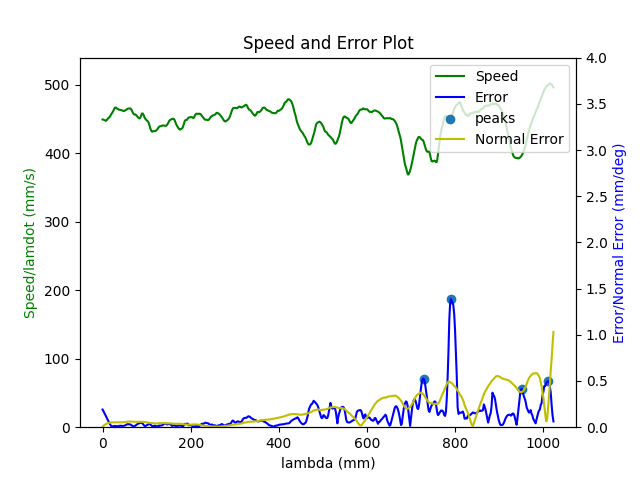 Speed and Error Plot
Speed
Error
peaks
Normal Error
Speed/lamdot (mm/s)
500
400
300
200
100
0
4.0
3.5
3.0
2.5
2.0
1.5
1.0
0.5
0.0
Error/Normal Error (mm/deg)
0
200
400
600
800
1000
lambda (mm)